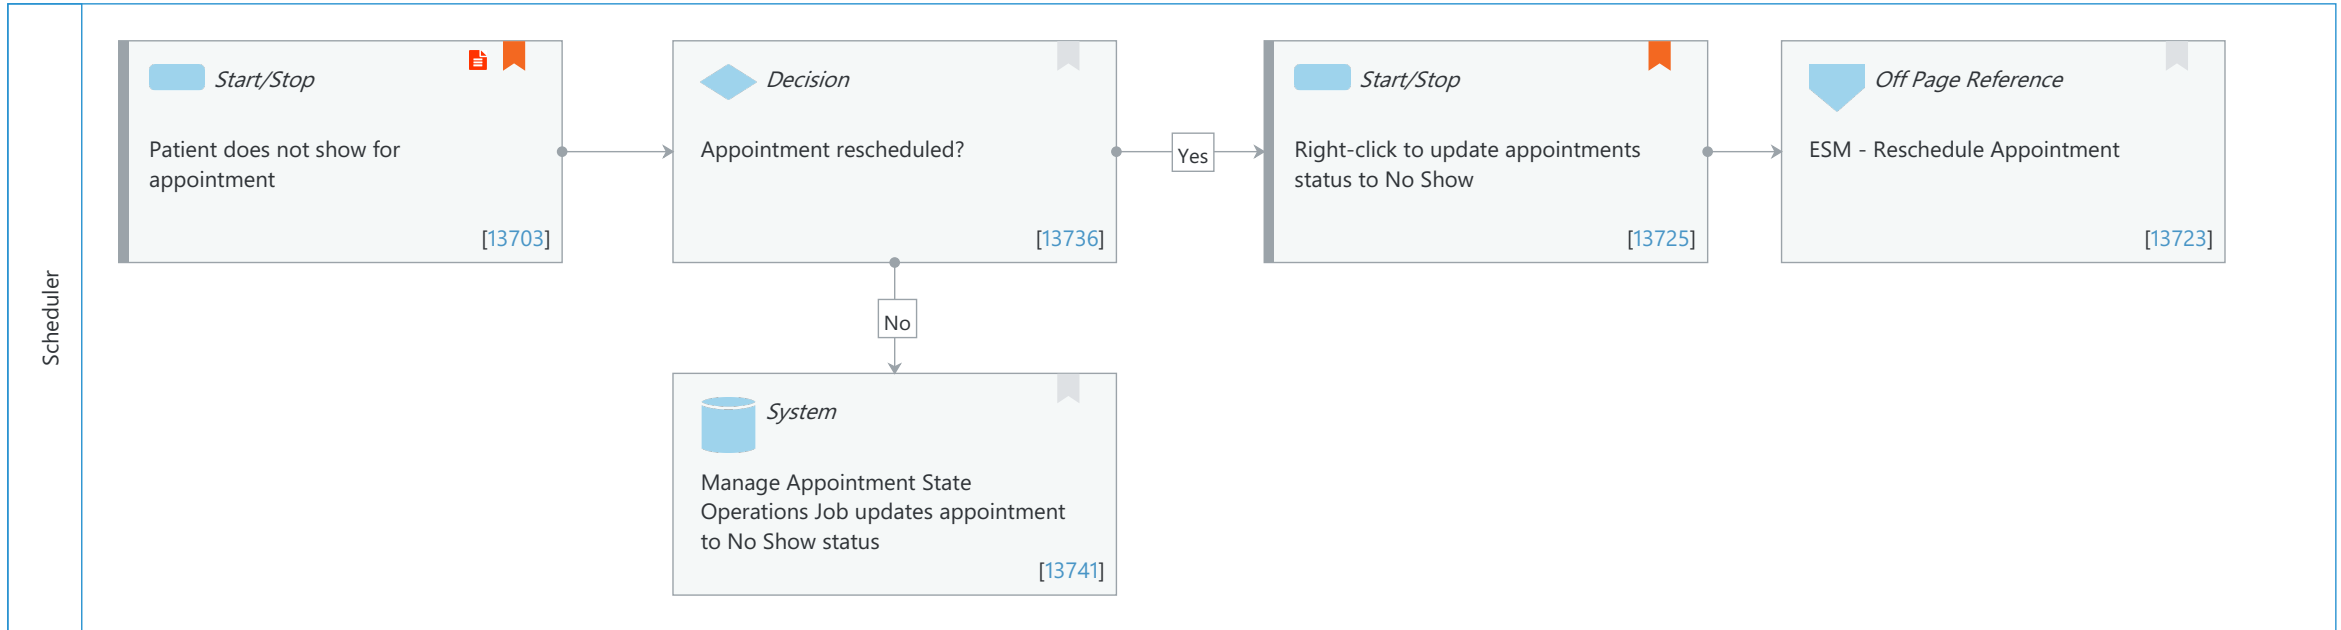 Scheduler
Start/Stop
Patient does not show for
appointment
[13703]
Decision
Appointment rescheduled?
[13736]
Yes
Start/Stop
Right-click to update appointments
status to No Show
[13725]
Off Page Reference
ESM - Reschedule Appointment
[13723]
No
System
Manage Appointment State
Operations Job updates appointment
to No Show status
[13741]